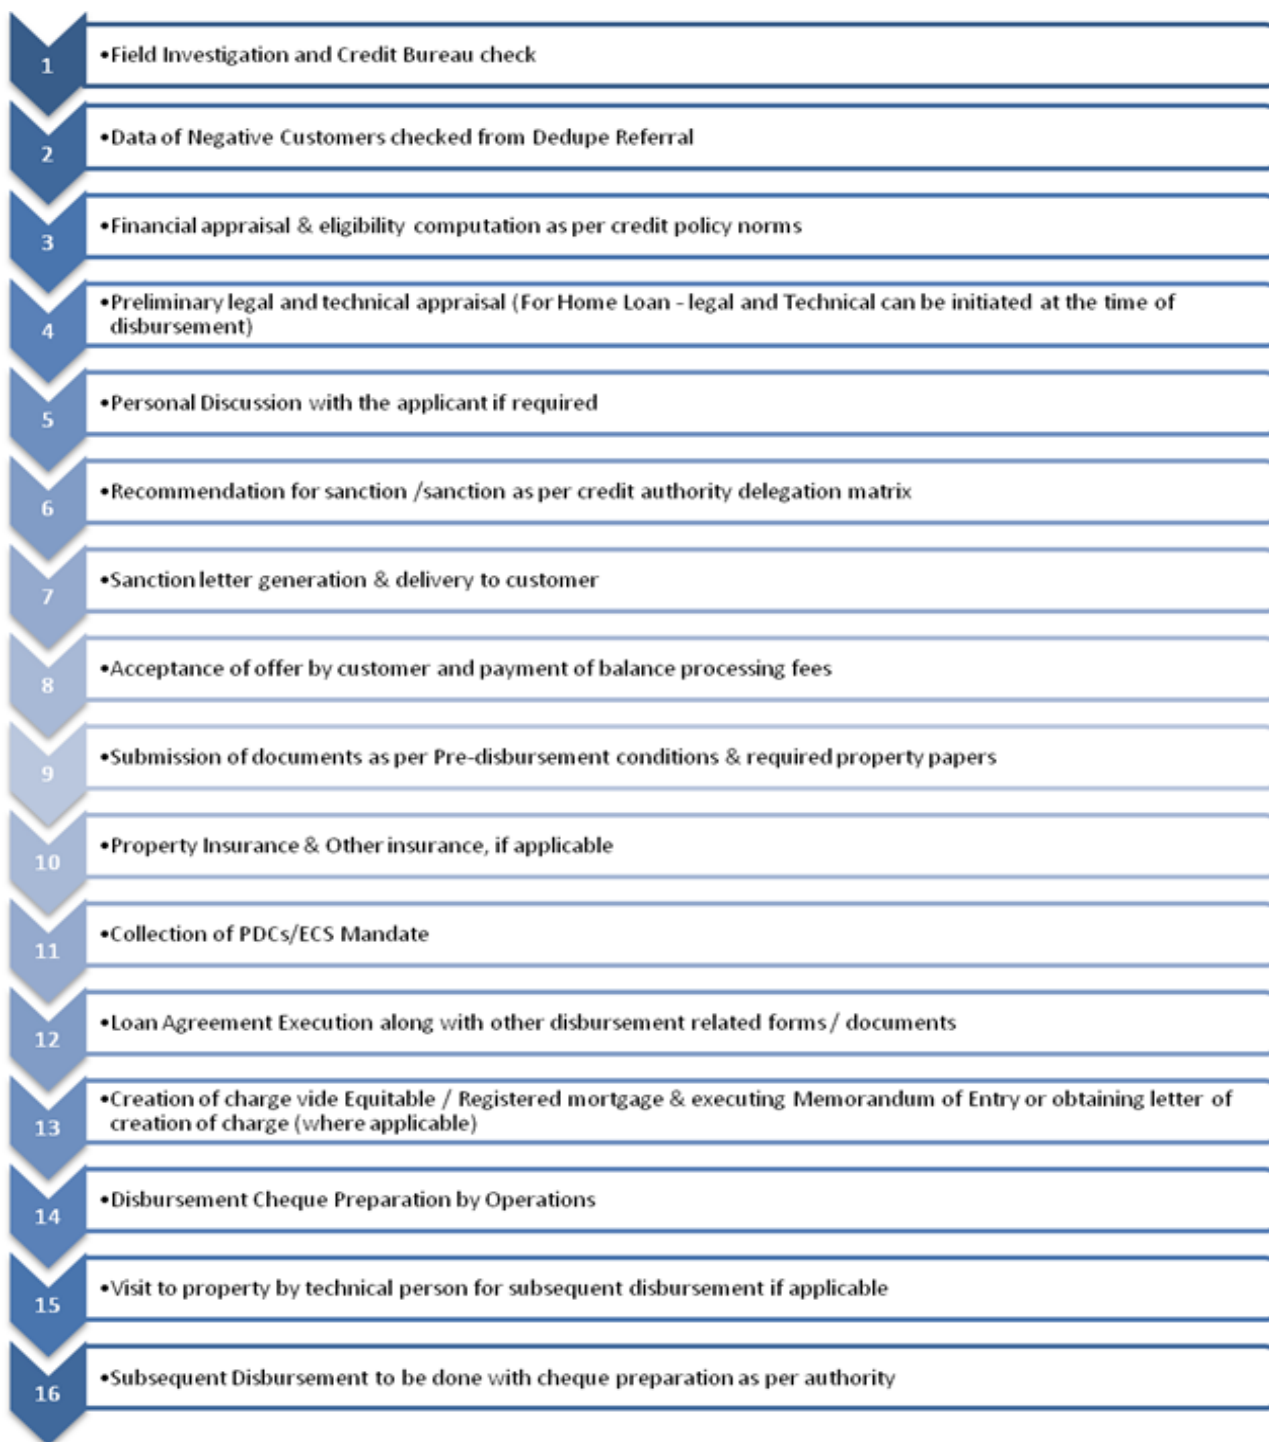 1
•Field Investigation and Credit Bureau check
2
•Data of Negative Customers checked from Dedupe Referral
3
•Financial appraisal & eligibility computation as per credit policy norms
4
•Preliminary legal and technical appraisal (For Home Loan - legal and Technical can be initiated at the time of
disbursement)
5
•Personal Discussion with the applicant if required
6
•Recommendation for sanction /sanction as per credit authority delegation matrix
7
•Sanction letter generation & delivery to customer
8
•Acceptance of offer by customer and payment of balance processing fees
9
•Submission of documents as per Pre-disbursement conditions & required property papers
10
•Property Insurance & Other insurance, if applicable
11
•Collection of PDCs/ECS Mandate
12
•Loan Agreement Execution along with other disbursement related forms / documents
13
•Creation of charge vide Equitable / Registered mortgage & executing Memorandum of Entry or obtaining letter of
creation of charge (where applicable)
14
•Disbursement Cheque Preparation by Operations
15
•Visit to property by technical person for subsequent disbursement if applicable
16
•Subsequent Disbursement to be done with cheque preparation as per authority